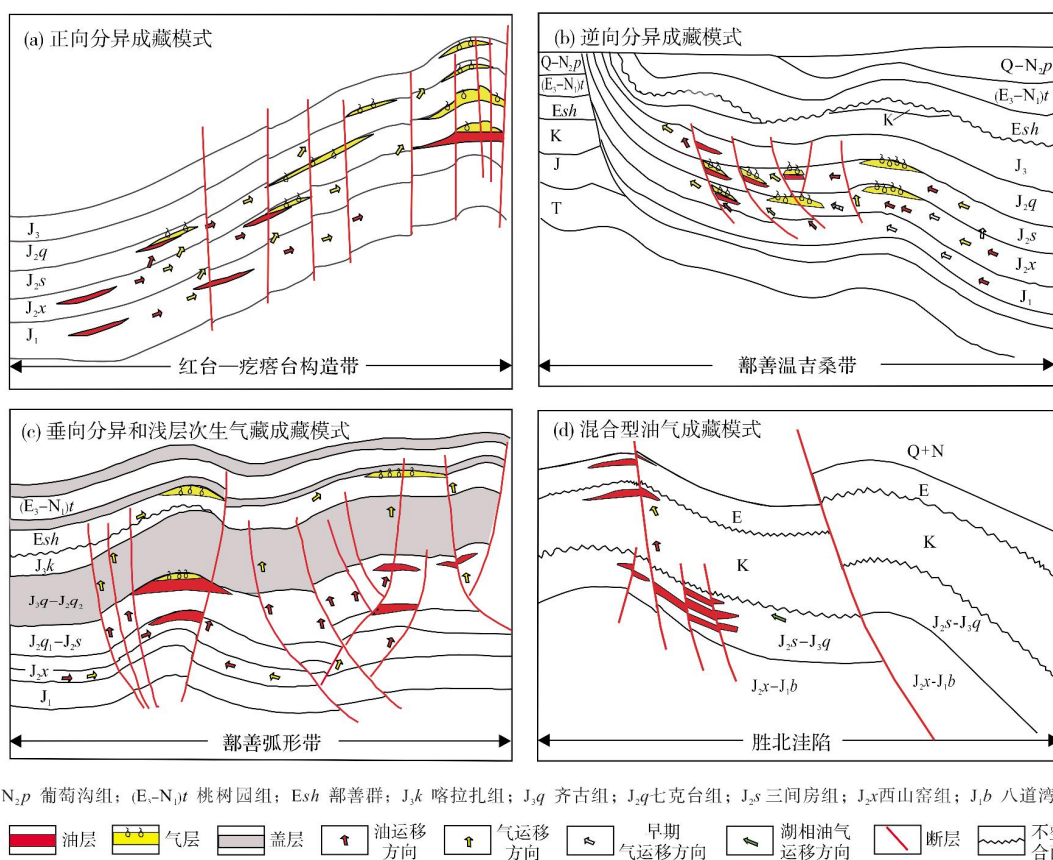 (a) 正向分异成藏模式
J₃
J₂q
J₂s
J₂x
J₁
红台—疙瘩台构造带
(b) 逆向分异成藏模式
Q-N₂p
(E₃-N₁)t
Esh
K
J
T
Q-N₂p
(E₃-N₁)t
K
Esh
J₃
J₂q
J₂s
J₂x
J₁
鄯善温吉桑带
(c) 垂向分异和浅层次生气藏成藏模式
(E₃-N₁)t
Esh
J₃k
J₃q-J₂q₂
J₂q₁-J₂s
J₂x
J₁
鄯善弧形带
(d) 混合型油气成藏模式
Q+N
E
E
K
K
J₂s-J₃q
J₂s-J₃q
J₂x-J₁b
J₂x-J₁b
胜北洼陷
N₂p 葡萄沟组；(E₃-N₁)t 桃树园组；Esh 鄯善群；J₃k 喀拉扎组；J₃q 齐古组；J₂q七克台组；J₂s 三间房组；J₂x西山窑组；J₁b 八道湾
油层 气层 盖层 油运移方向 气运移方向 早期气运移方向 湖相油气运移方向 断层